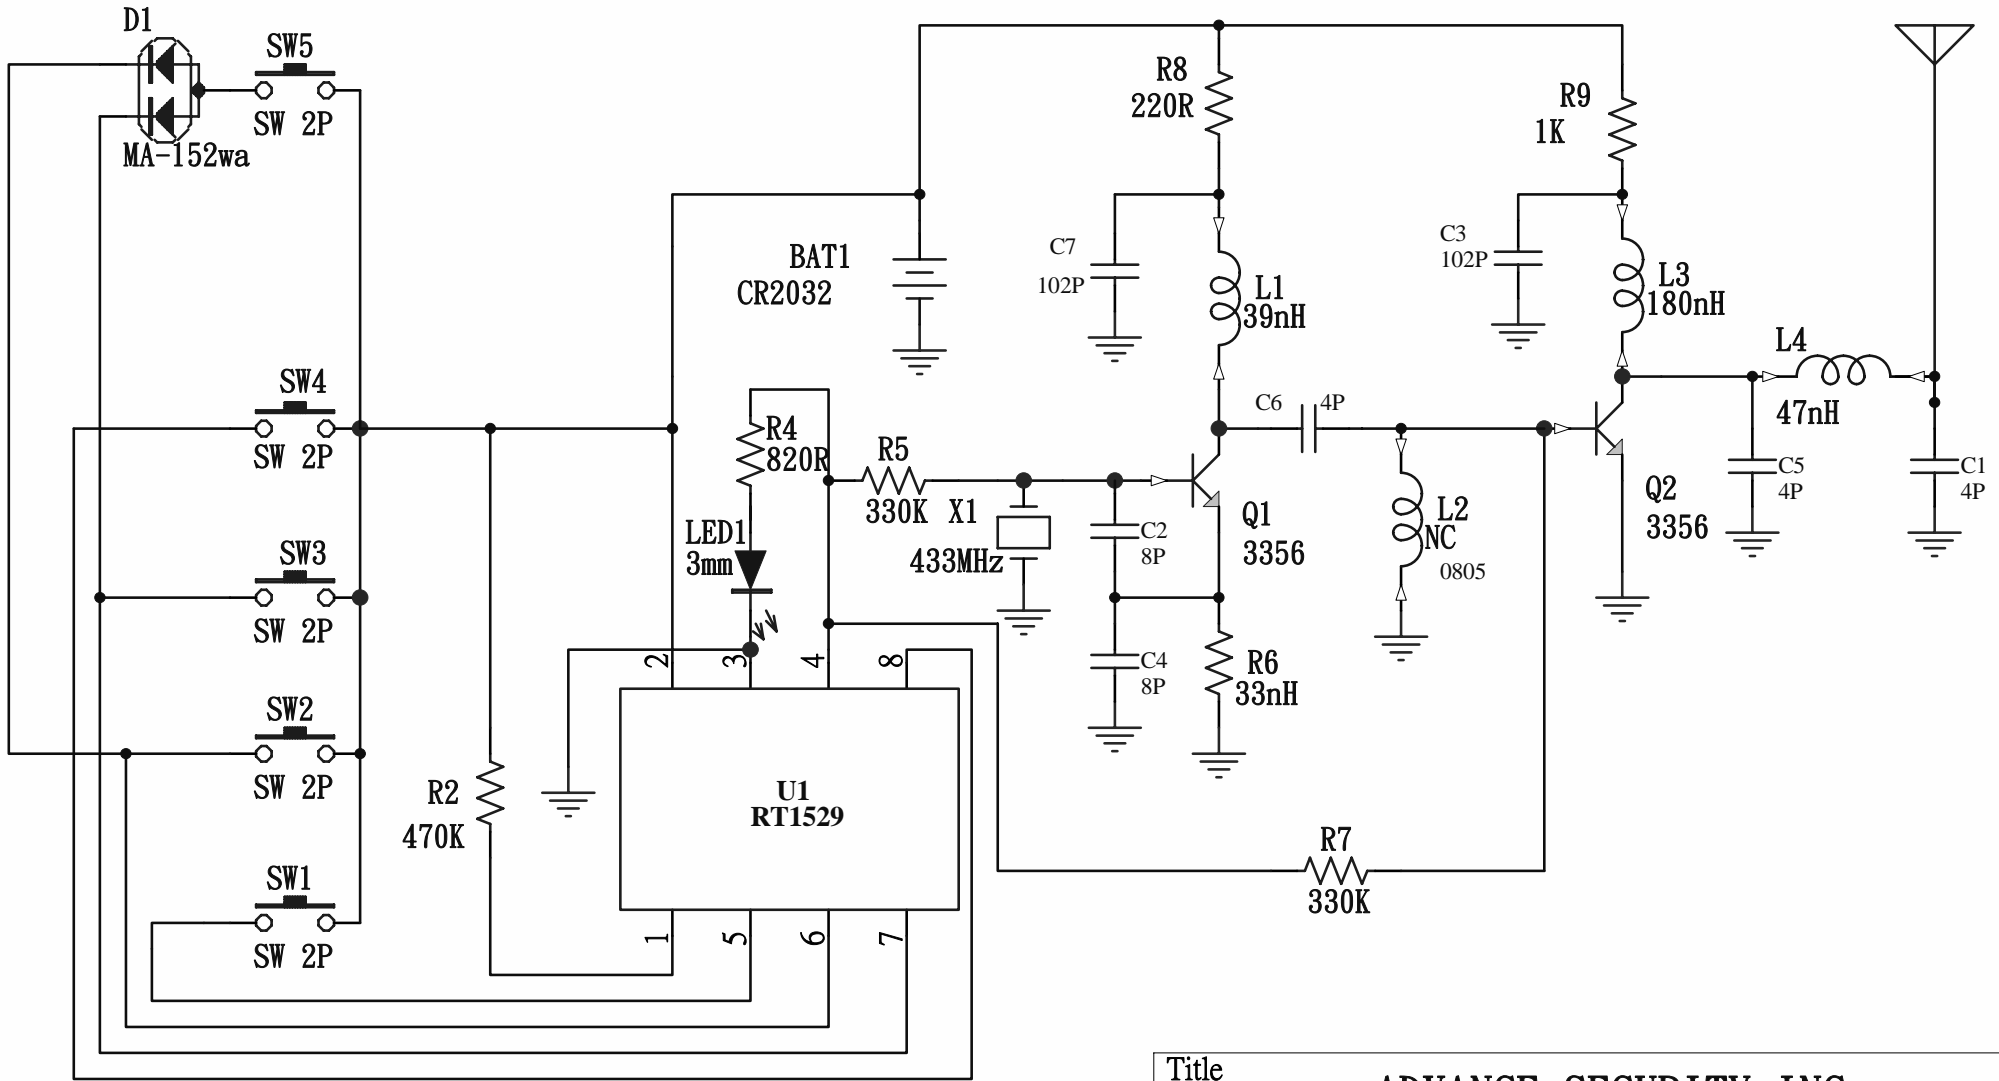 D1
MA-152wa
SW5
SW 2P
SW4
SW 2P
SW3
SW 2P
SW2
SW 2P
SW1
SW 2P
R2
470K
BAT1
CR2032
R4
820R
LED1
3mm
R5
330K
X1
433MHz
2
3
4
8
U1
RT1529
1
5
6
7
R8
220R
C7
102P
L1
39nH
C6
4P
Q1
3356
C2
8P
C4
8P
R6
33nH
L2
NC
0805
R7
330K
R9
1K
C3
102P
L3
180nH
L4
47nH
Q2
3356
C5
4P
C1
4P
Title
ADVANCE SECURITY INC